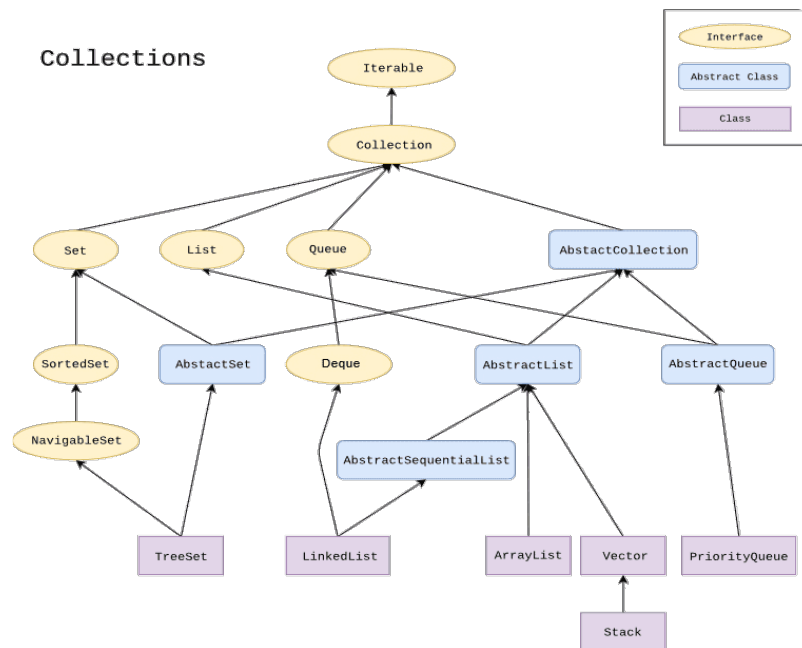 Collections
Interface
Abstract Class
Class
Iterable
Collection
Set
List
Queue
AbstactCollection
SortedSet
AbstactSet
Deque
AbstractList
AbstractQueue
NavigableSet
AbstractSequentialList
TreeSet
LinkedList
ArrayList
Vector
PriorityQueue
Stack